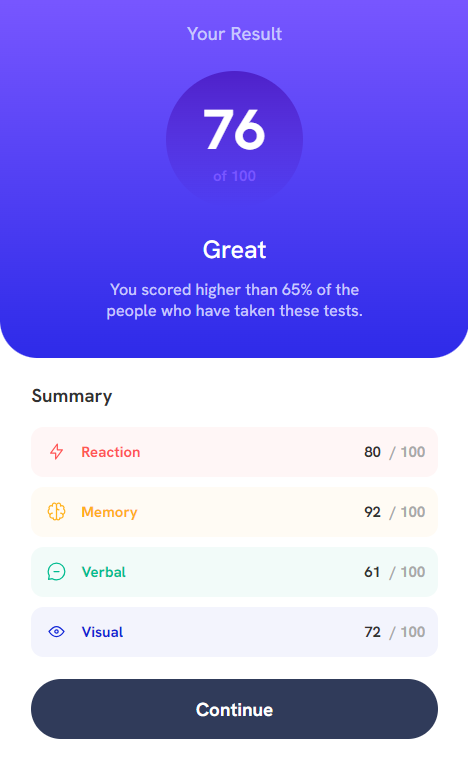 Your Result
76
of 100
Great
You scored higher than 65% of the
people who have taken these tests.
Summary
Reaction 80 / 100
Memory 92 / 100
Verbal 61 / 100
Visual 72 / 100
Continue